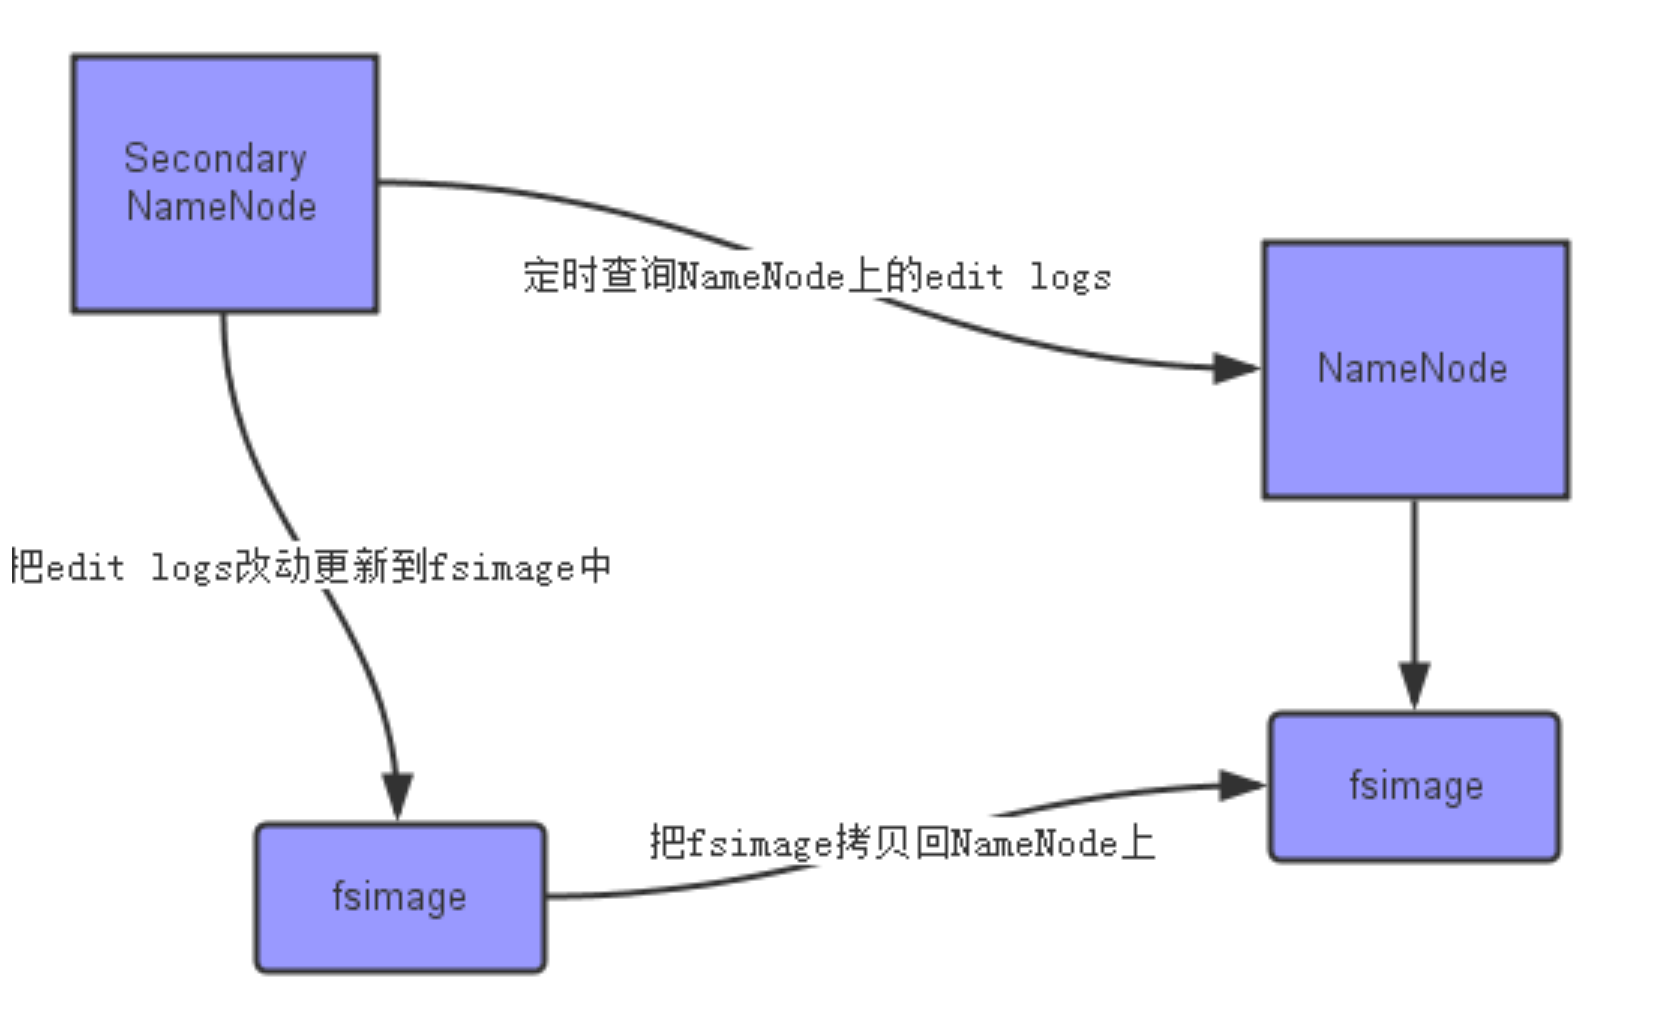 Secondary
NameNode
定时查询NameNode上的edit logs
NameNode
把edit logs改动更新到fsimage中
fsimage
把fsimage拷贝回NameNode上
fsimage